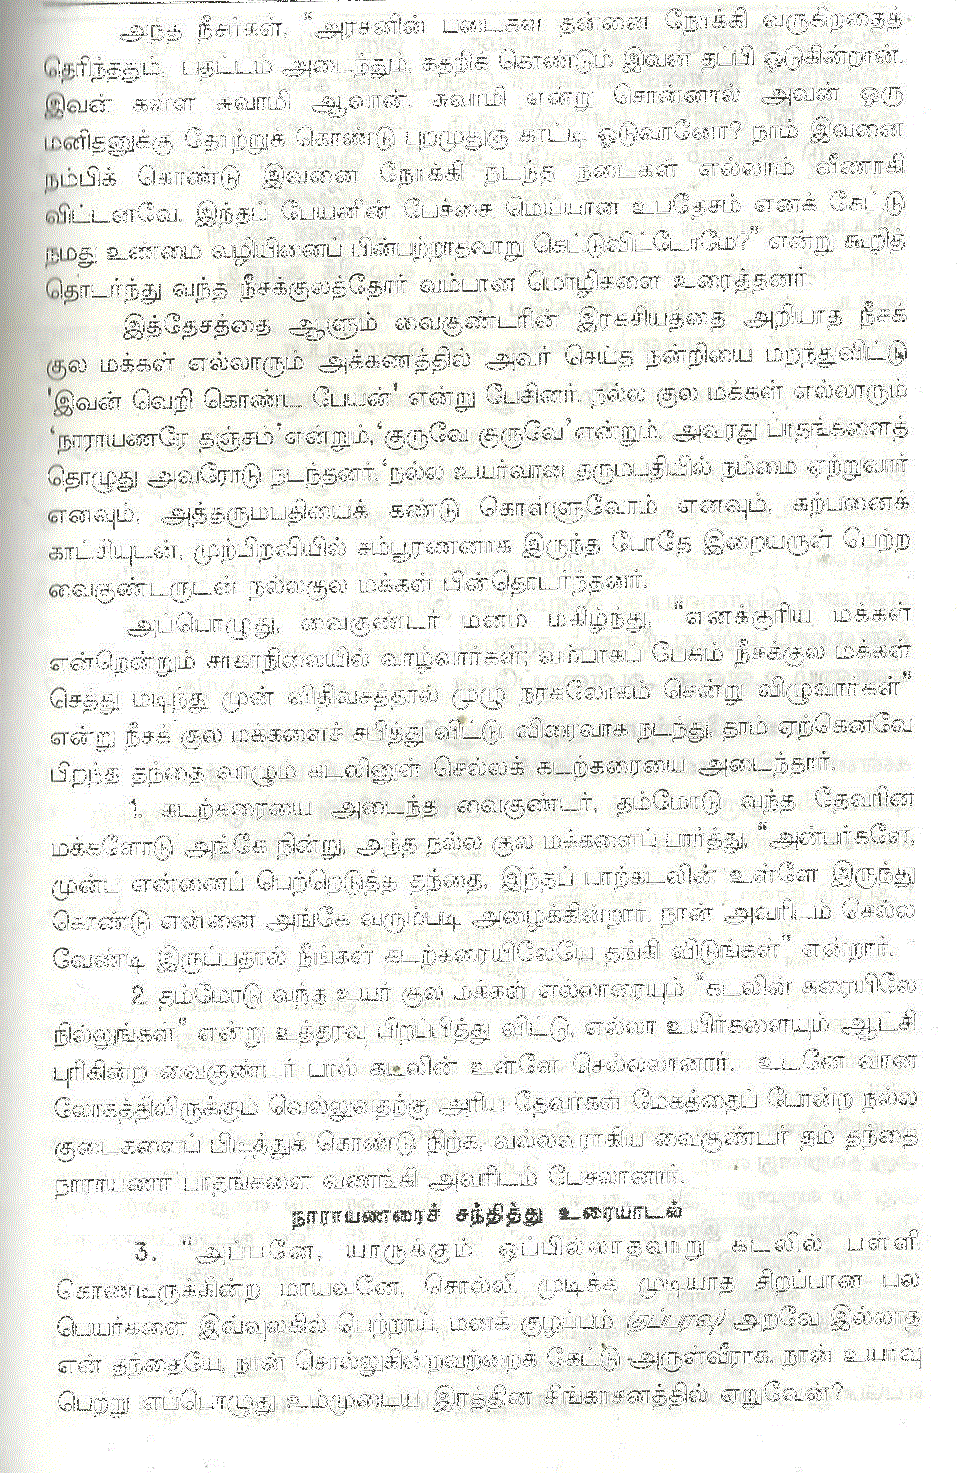 அந்த நீசர்கள், “அரசனின் படைகள் தன்னை நோக்கி வருகிறதைத்
தெரிந்ததும், பதட்டம் அடைந்தும், கதறிக் கொண்டும் இவன் தப்பி ஓடுகின்றான்.
இவன் கள்ள சுவாமி ஆவான். சுவாமி என்று சொன்னால் அவன் ஒரு
மனிதனுக்கு தோற்றுக் கொண்டு புறமுதுகு காட்டி ஓடுவானோ? நாம் இவனை
நம்பிக் கொண்டு இவனை நோக்கி நடந்த நடைகள் எல்லாம் வீணாகி
விட்டனவே. இந்தப் பேயனின் பேச்சை மெய்யான உபதேசம் எனக் கேட்டு
நமது உண்மை வழியினைப் பின்பற்றாதவாறு கெட்டுவிட்டோமே?” என்று கூறித்
தொடர்ந்து வந்த நீசக்குலத்தோர் வம்பான மொழிகளை உரைத்தனர்.
இத்தேசத்தை ஆளும் வைகுண்டரின் இரகசியத்தை அறியாத நீசக்
குல மக்கள் எல்லாரும் அக்கணத்தில் அவர் செய்த நன்றியை மறந்துவிட்டு
'இவன் வெறி கொண்ட பேயன்' என்று பேசினர். நல்ல குல மக்கள் எல்லாரும்
‘நாராயணரே தஞ்சம்’ என்றும், ‘குருவே குருவே’ என்றும், அவரது பாதங்களைத்
தொழுது அவரோடு நடந்தனர். ‘நல்ல உயர்வான தரும்பதியில் நம்மை ஏற்றுவார்
எனவும், அத்தருமபதியைக் கண்டு கொள்ளுவோம் எனவும், கற்பனைக்
காட்சியுடன், முற்பிறவியில் சம்பூரணனாக இருந்த போதே இறையருள் பெற்ற
வைகுண்டருடன் நல்லகுல மக்கள் பின்தொடர்ந்தனர்.
அப்பொழுது, வைகுண்டர் மனம் மகிழ்ந்து, “எனக்குரிய மக்கள்
என்றென்றும் சாகாநிலையில் வாழ்வார்கள்; வம்பாகப் பேசும் நீசக்குல மக்கள்
செத்து மடிந்து முன் விதிவசத்தால் முழு நரகலோகம் சென்று விழுவார்கள்”
என்று நீசக் குல மக்களைச் சபித்து விட்டு, விரைவாக நடந்து, தாம் ஏற்கெனவே
பிறந்த தந்தை வாழும் கடலினுள் செல்லக் கடற்கரையை அடைந்தார்.
1. கடற்கரையை அடைந்த வைகுண்டர், தம்மோடு வந்த தேவரின
மக்களோடு அங்கே நின்று, அந்த நல்ல குல மக்களைப் பார்த்து, “அன்பர்களே,
முன்பு என்னைப் பெற்றெடுத்த தந்தை, இந்தப் பாற்கடலின் உள்ளே இருந்து
கொண்டு என்னை அங்கே வரும்படி அழைக்கின்றார். நான் அவரிடம் செல்ல
வேண்டி இருப்பதால் நீங்கள் கடற்கரையிலேயே தங்கி விடுங்கள்” என்றார்.
2. தம்மோடு வந்த உயர் குல மக்கள் எல்லாரையும் “கடலின் கரையிலே
நில்லுங்கள்” என்று உத்தரவு பிறப்பித்து விட்டு, எல்லா உயிர்களையும் ஆட்சி
புரிகின்ற வைகுண்டர் பால் கடலின் உள்ளே செல்லலானார். உடனே வான
லோகத்திலிருக்கும் வெல்லுவதற்கு அரிய தேவர்கள் மேகத்தைப் போன்ற நல்ல
குடைகளைப் பிடித்துக் கொண்டு நிற்க, வல்லவராகிய வைகுண்டர் தம் தந்தை
நாராயணர் பாதங்களை வணங்கி அவரிடம் பேசலானார்.
நாராயணரைச் சந்தித்து உரையாடல்
3. “அப்பனே, யாருக்கும் ஒப்பில்லாதவாறு கடலில் பள்ளி
கொண்டிருக்கின்ற மாயவனே, சொல்லி முடிக்க முடியாத சிறப்பான பல
பெயர்களை இவ்வுலகில் பெற்றாய், மனக் குழப்பம் அறவே இல்லாத
என் தந்தையே, நான் சொல்லுகின்றவற்றைக் கேட்டு அருள்வீராக. நான் உயர்வு
பெற்று எப்பொழுது உம்முடைய இரத்தின சிங்காசனத்தில் ஏறுவேன்?